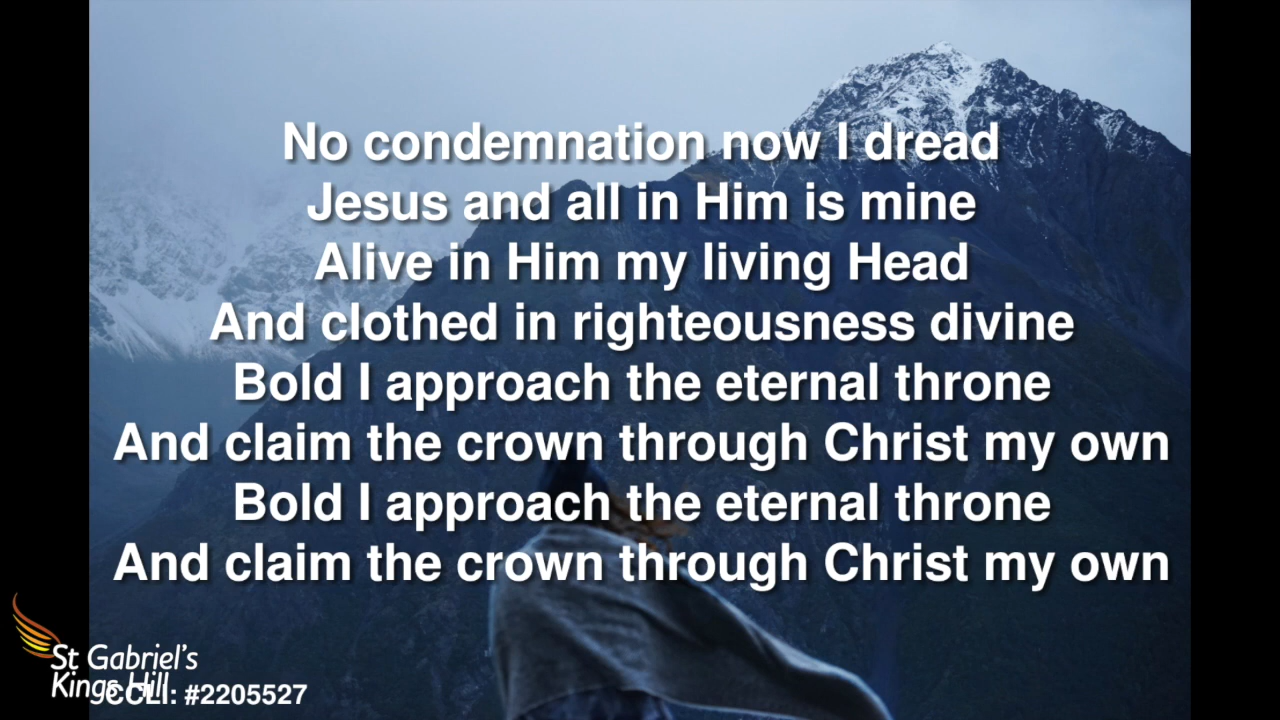 No condemnation now I dread
Jesus and all in Him is mine
Alive in Him my living Head
And clothed in righteousness divine
Bold I approach the eternal throne
And claim the crown through Christ my own
Bold I approach the eternal throne
And claim the crown through Christ my own
St Gabriel's
Kings Hill
CCLI: #2205527